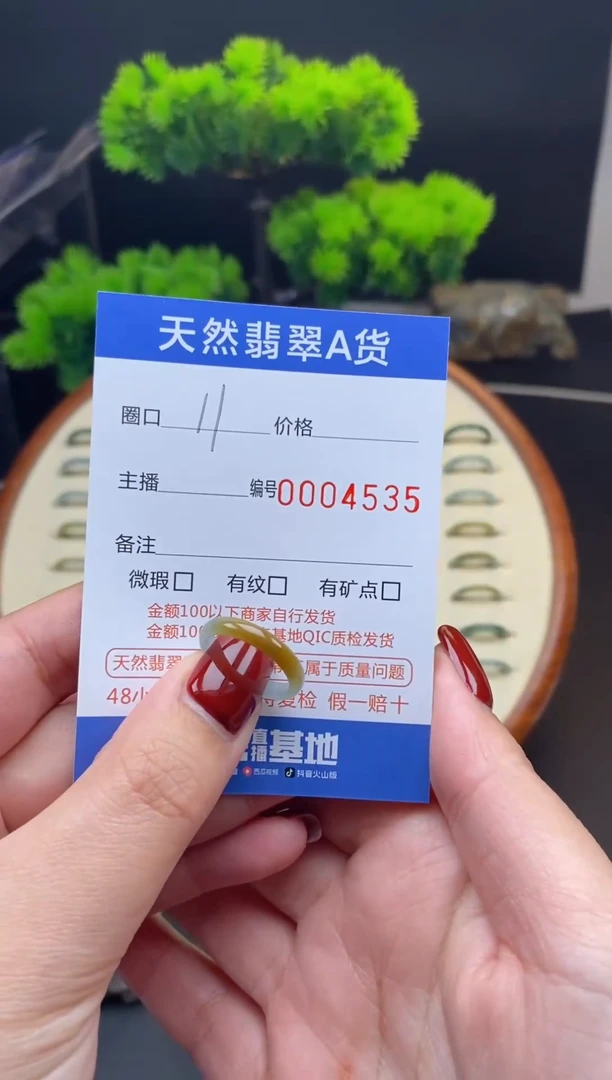 天然翡翠A货
圈口 11 价格
主播 编号0004535
备注
微瑕□ 有纹□ 有矿点□
金额100以下商家自行发货
金额10 基地QIC质检发货
天然翡翠 属于质量问题
48小 复检 假一赔十
直播基地
西瓜视频 抖音火山版